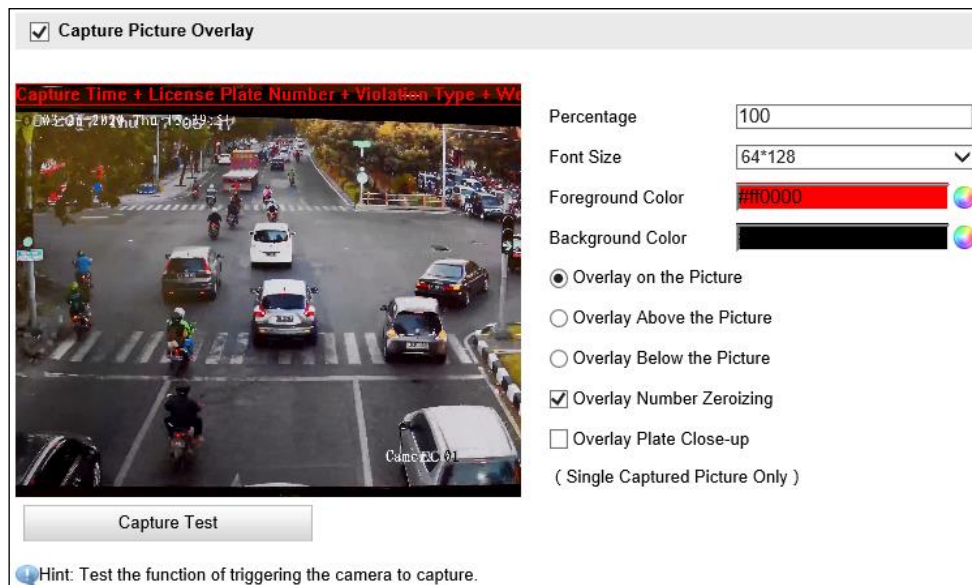 Capture Picture Overlay
Capture Time + License Plate Number + Violation Type + We
Thu
Camera 01
Percentage
100
Font Size
64*128
Foreground Color
#ff0000
Background Color
Overlay on the Picture
Overlay Above the Picture
Overlay Below the Picture
Overlay Number Zeroizing
Overlay Plate Close-up
( Single Captured Picture Only )
Capture Test
Hint: Test the function of triggering the camera to capture.